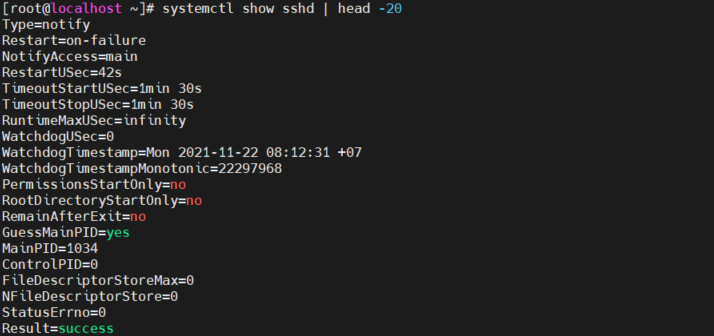 [root@localhost ~]# systemctl show sshd | head -20
Type=notify
Restart=on-failure
NotifyAccess=main
RestartUSec=42s
TimeoutStartUSec=1min 30s
TimeoutStopUSec=1min 30s
RuntimeMaxUSec=infinity
WatchdogUSec=0
WatchdogTimestamp=Mon 2021-11-22 08:12:31 +07
WatchdogTimestampMonotonic=22297968
PermissionsStartOnly=no
RootDirectoryStartOnly=no
RemainAfterExit=no
GuessMainPID=yes
MainPID=1034
ControlPID=0
FileDescriptorStoreMax=0
NFileDescriptorStore=0
StatusErrno=0
Result=success